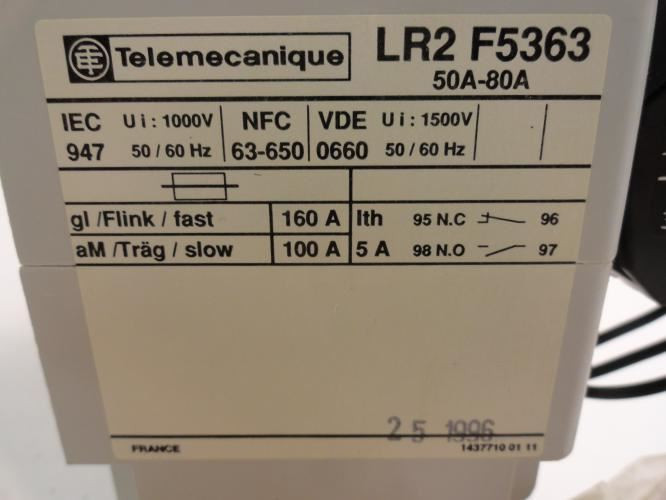 Telemecanique LR2 F5363
50A-80A
IEC Ui: 1000V NFC VDE Ui: 1500V
947 50/60 Hz 63-650 0660 50/60 Hz
gl /Flink / fast 160 A Ith 95 N.C 96
aM /Träg / slow 100 A 5 A 98 N.O 97
25 1996
FRANCE 1437710 01 11